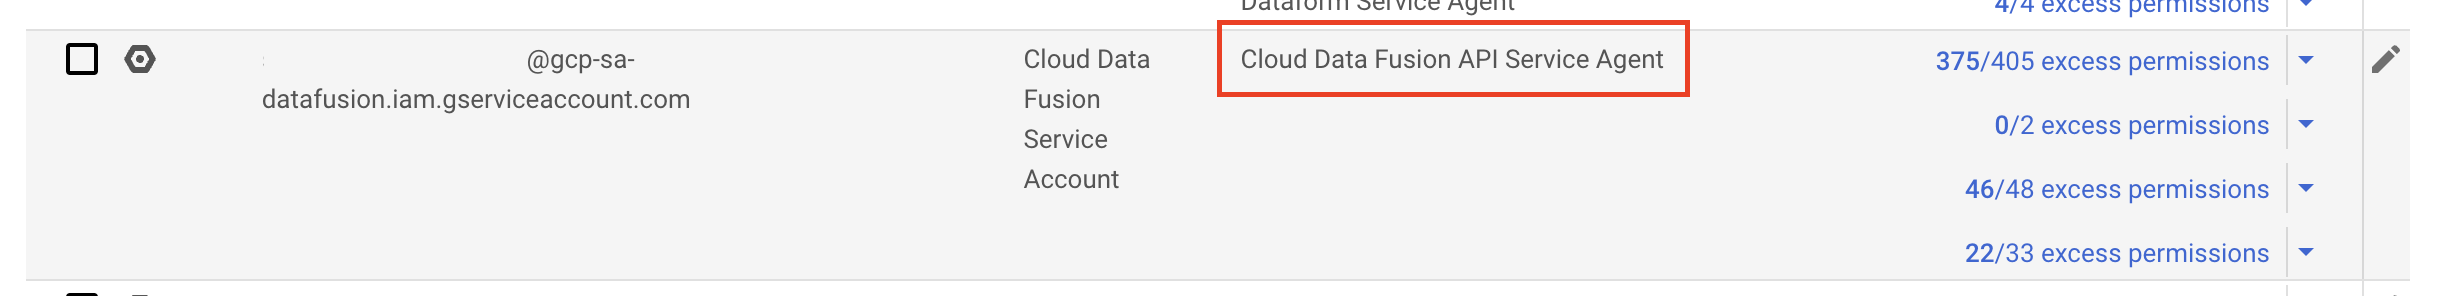 Dataform Service Agent 4/4 excess permissions
@gcp-sa- Cloud Data Cloud Data Fusion API Service Agent 375/405 excess permissions
datafusion.iam.gserviceaccount.com Fusion
0/2 excess permissions
Service
Account 46/48 excess permissions
22/33 excess permissions